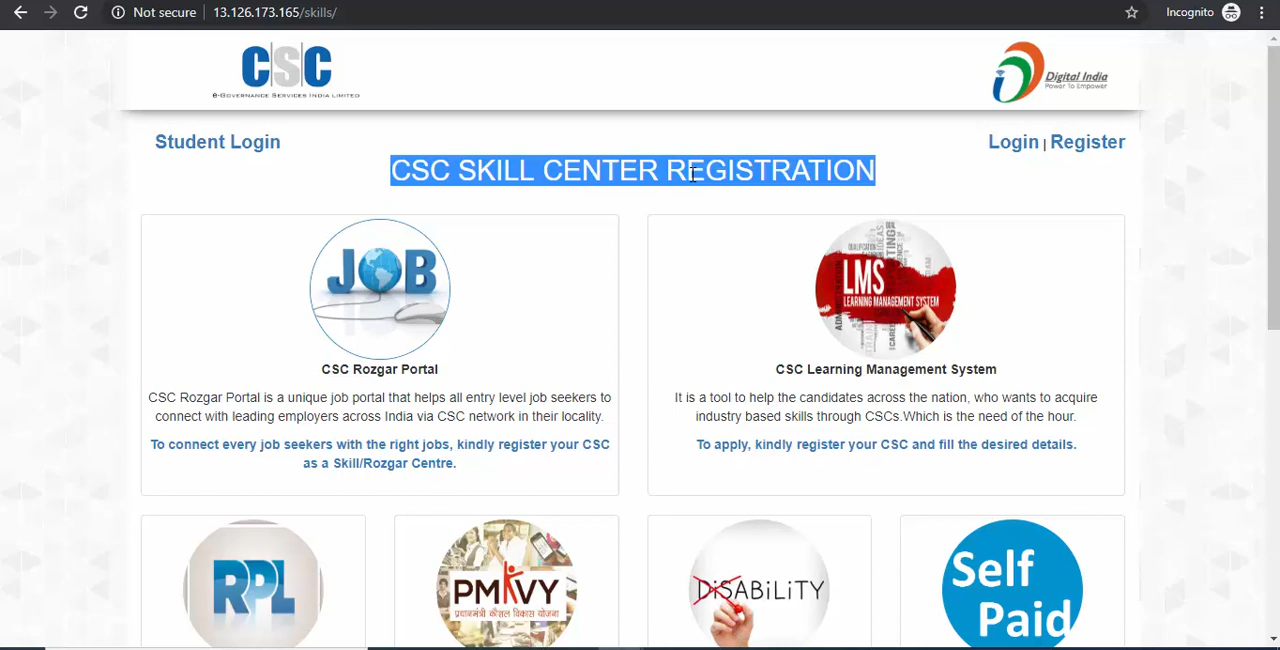 Not secure | 13.126.173.165/skills/
Incognito
CSC
e-GOVERNANCE SERVICES INDIA LIMITED
Digital India
Power To Empower
Student Login
Login | Register
CSC SKILL CENTER REGISTRATION
JOB
CSC Rozgar Portal
CSC Rozgar Portal is a unique job portal that helps all entry level job seekers to
connect with leading employers across India via CSC network in their locality.
To connect every job seekers with the right jobs, kindly register your CSC
as a Skill/Rozgar Centre.
LMS
LEARNING MANAGEMENT SYSTEM
CSC Learning Management System
It is a tool to help the candidates across the nation, who wants to acquire
industry based skills through CSCs.Which is the need of the hour.
To apply, kindly register your CSC and fill the desired details.
RPL
PMKVY
प्रधानमंत्री कौशल विकास योजना
DiSABiLiTY
Self
Paid